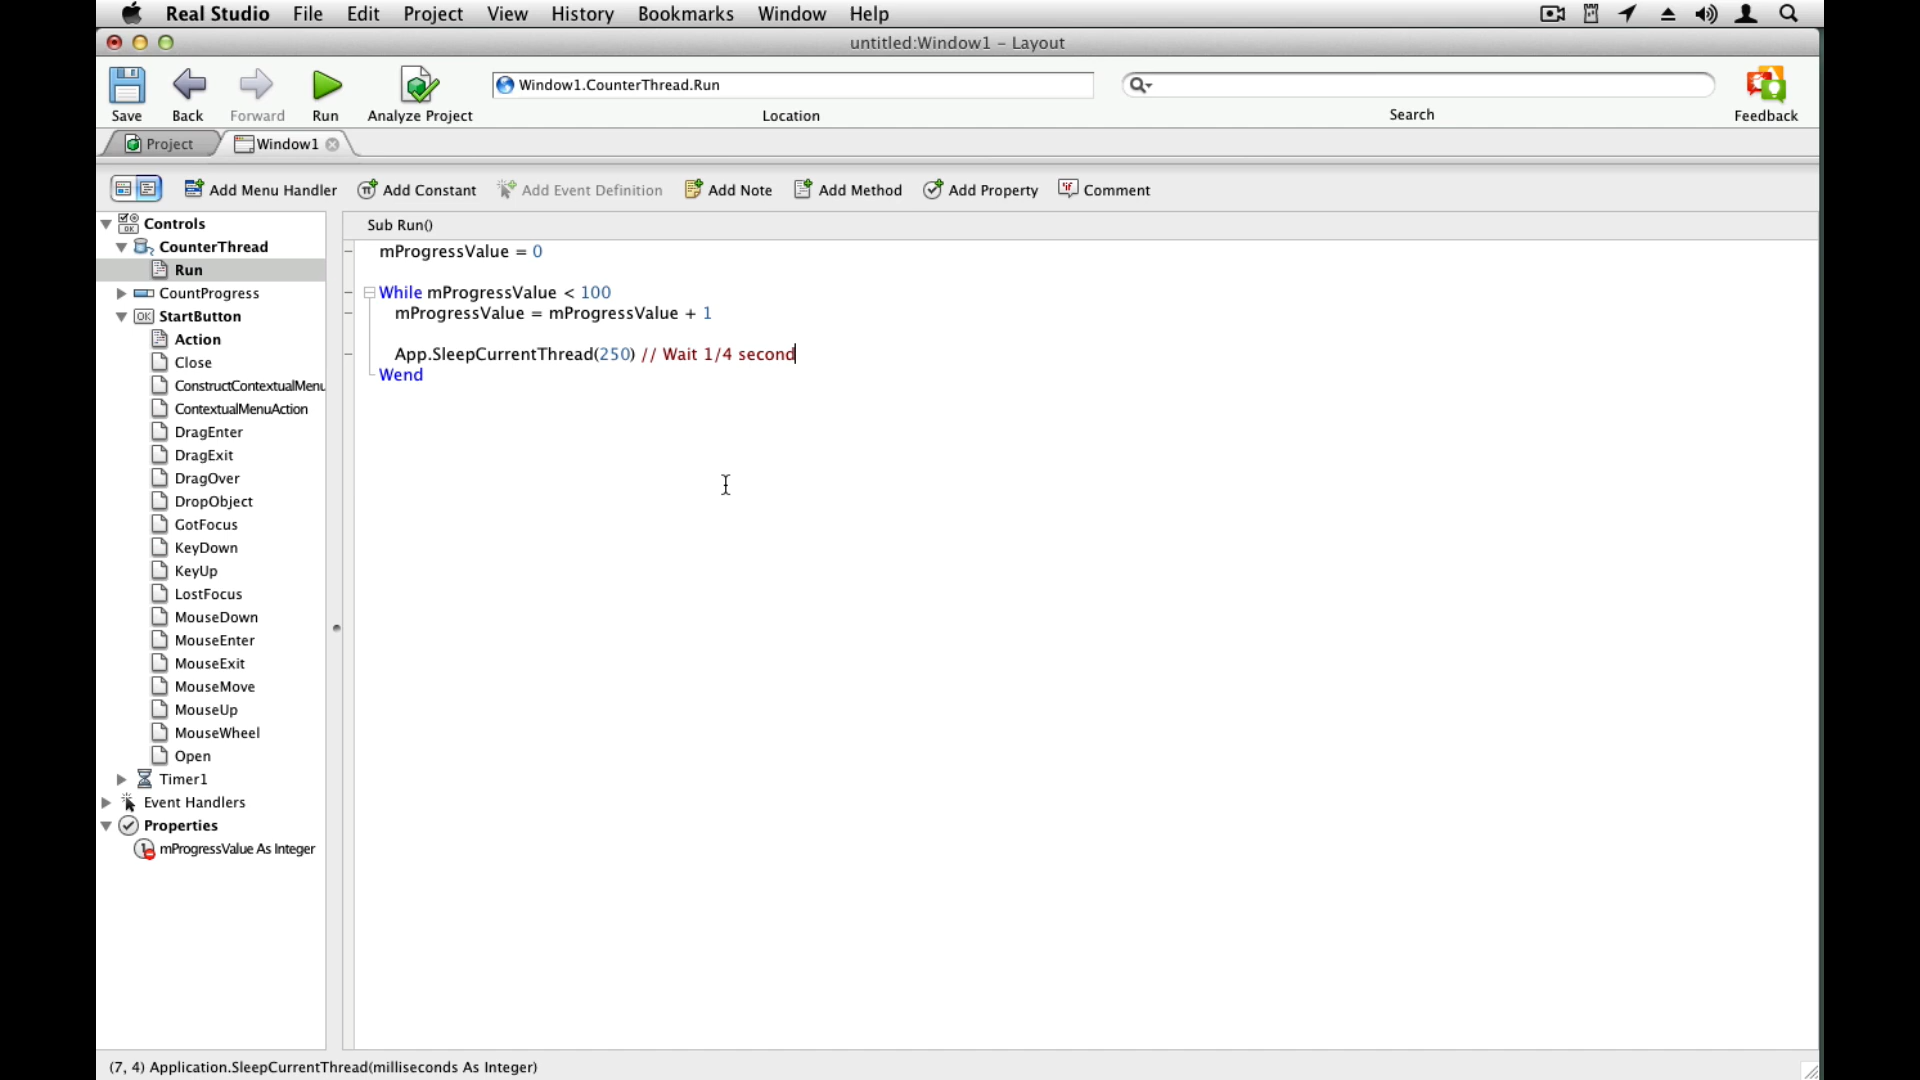 Real Studio File Edit Project View History Bookmarks Window Help
untitled:Window1 – Layout
Window1.CounterThread.Run
Save Back Forward Run Analyze Project Location Search Feedback
Project Window1
Add Menu Handler Add Constant Add Event Definition Add Note Add Method Add Property Comment
Controls
CounterThread
Run
CountProgress
OK StartButton
Action
Close
ConstructContextualMenu
ContextualMenuAction
DragEnter
DragExit
DragOver
DropObject
GotFocus
KeyDown
KeyUp
LostFocus
MouseDown
MouseEnter
MouseExit
MouseMove
MouseUp
MouseWheel
Open
Timer1
Event Handlers
Properties
mProgressValue As Integer
Sub Run()
mProgressValue = 0
While mProgressValue < 100
mProgressValue = mProgressValue + 1
App.SleepCurrentThread(250) // Wait 1/4 second
Wend
(7, 4) Application.SleepCurrentThread(milliseconds As Integer)